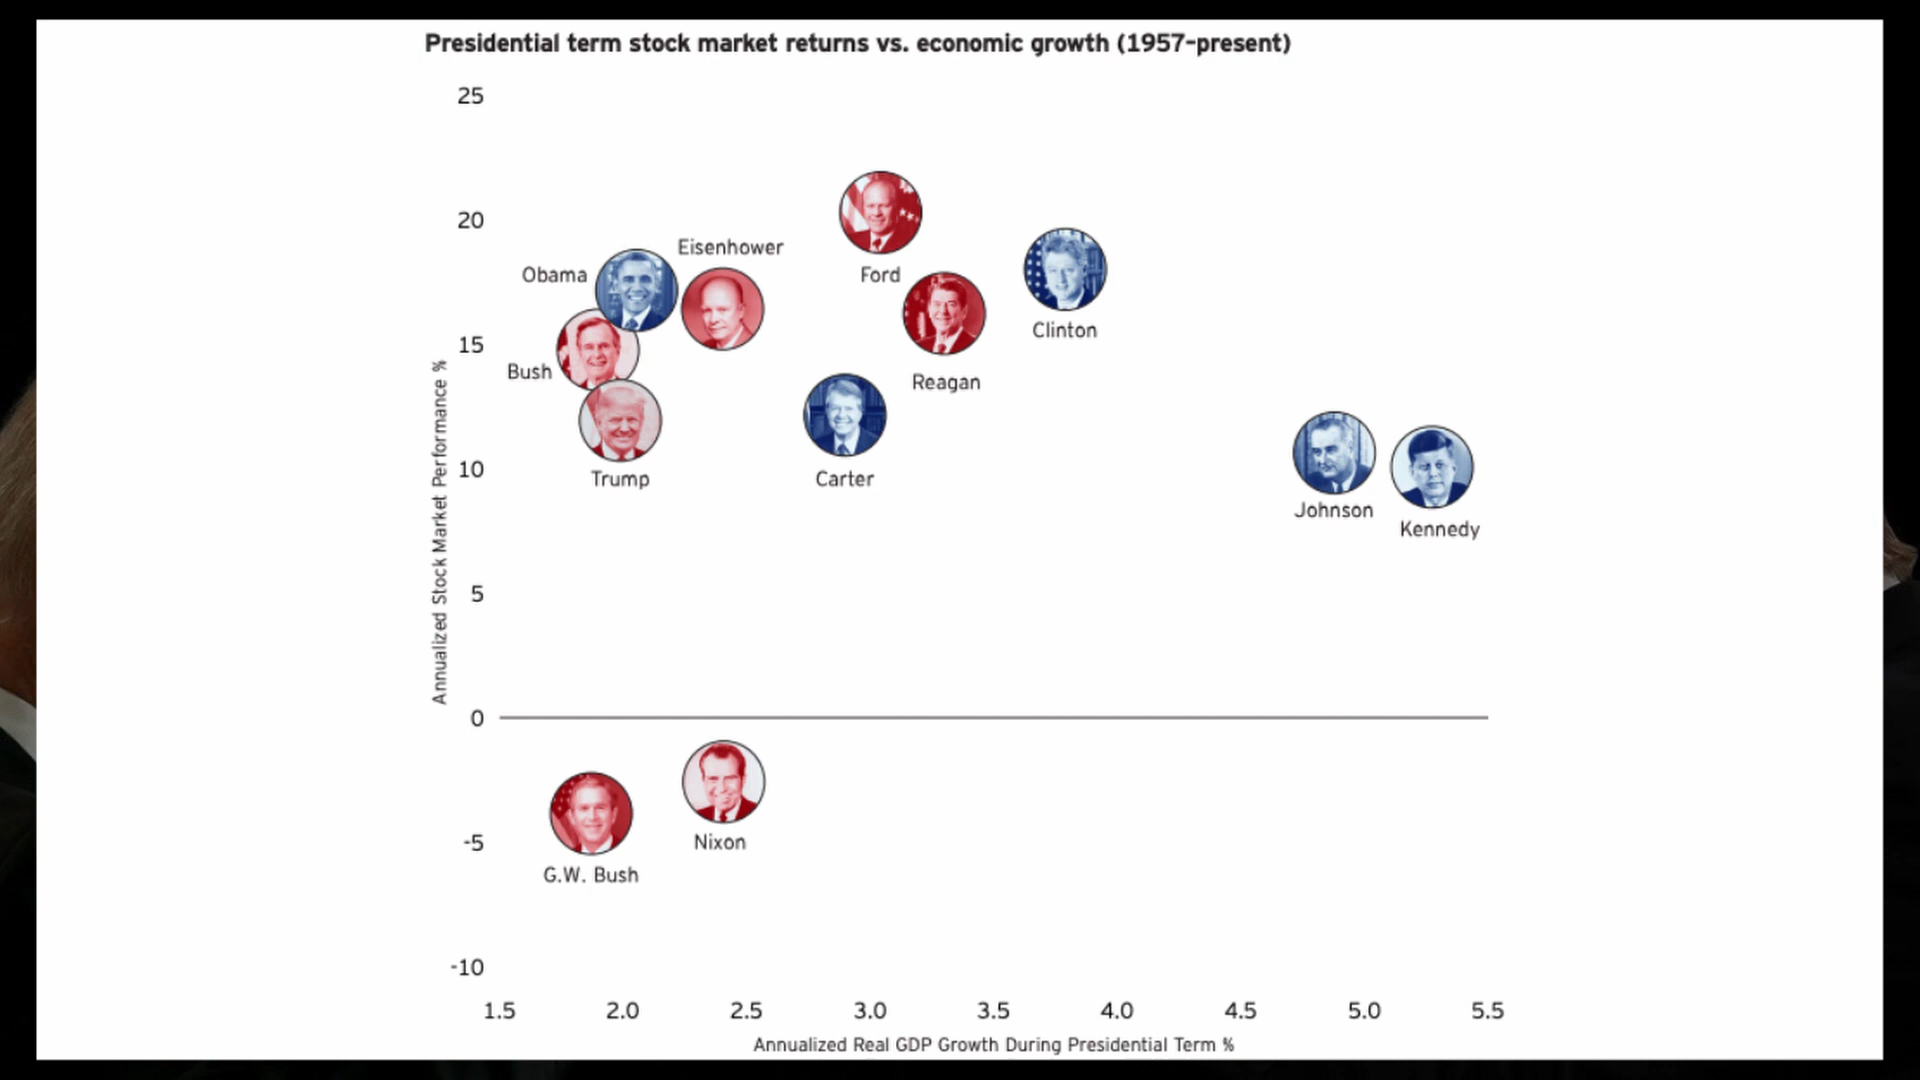 Presidential term stock market returns vs. economic growth (1957-present)
25
20
15
10
5
0
-5
-10
Annualized Stock Market Performance %
Eisenhower
Obama
Ford
Clinton
Bush
Reagan
Trump
Carter
Johnson
Kennedy
Nixon
G.W. Bush
1.5 2.0 2.5 3.0 3.5 4.0 4.5 5.0 5.5
Annualized Real GDP Growth During Presidential Term %